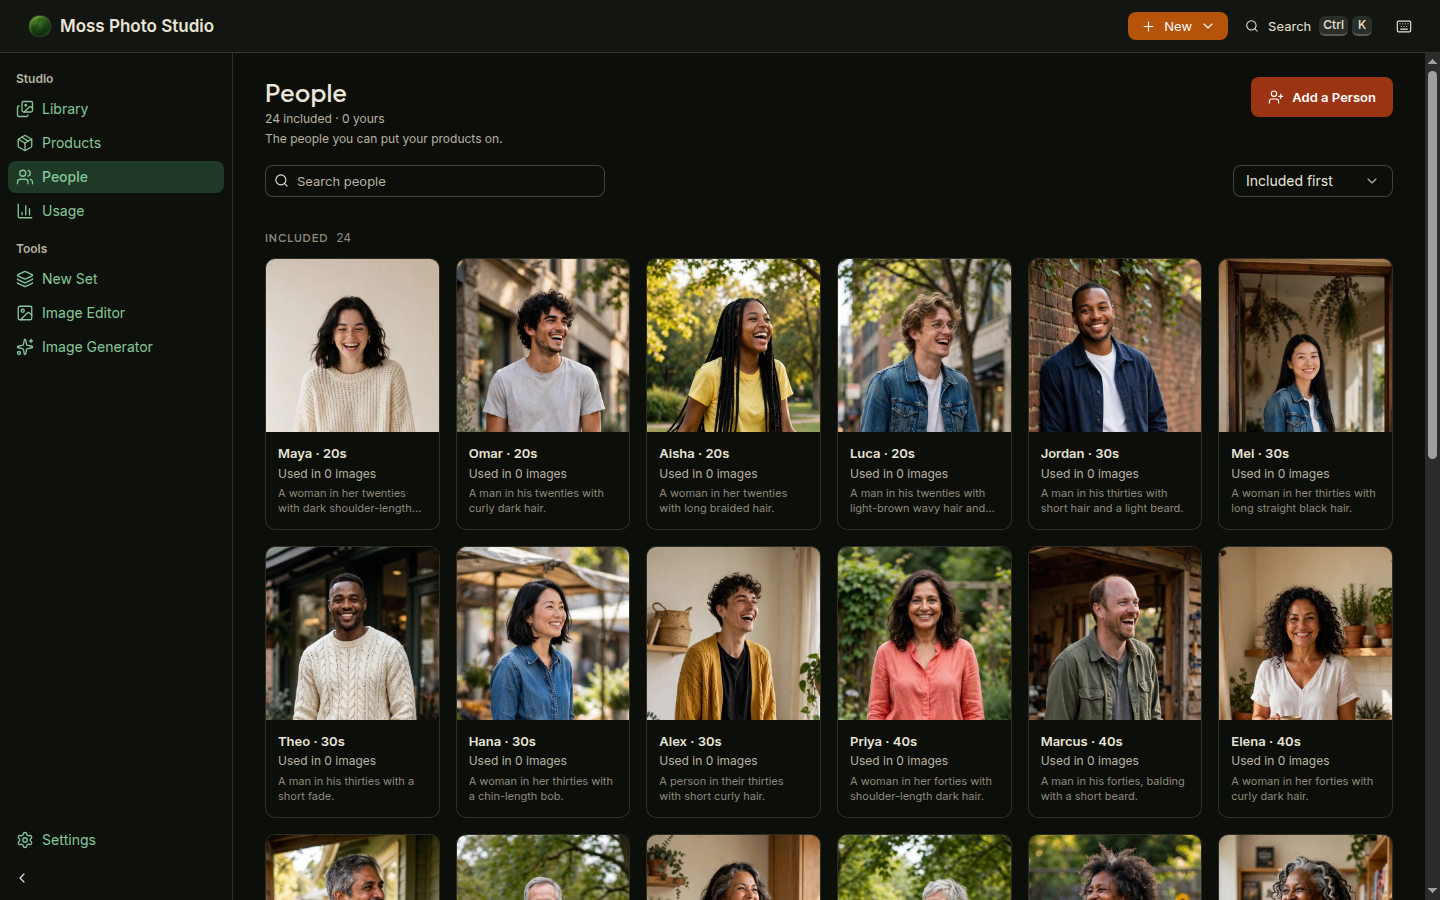 Moss Photo Studio
New
Search Ctrl K
Studio
Library
Products
People
Usage
Tools
New Set
Image Editor
Image Generator
Settings
People
24 included · 0 yours
The people you can put your products on.
Add a Person
Search people
Included first
INCLUDED 24
Maya · 20s
Used in 0 images
A woman in her twenties
with dark shoulder-length...
Omar · 20s
Used in 0 images
A man in his twenties with
curly dark hair.
Aisha · 20s
Used in 0 images
A woman in her twenties
with long braided hair.
Luca · 20s
Used in 0 images
A man in his twenties with
light-brown wavy hair and...
Jordan · 30s
Used in 0 images
A man in his thirties with
short hair and a light beard.
Mei · 30s
Used in 0 images
A woman in her thirties with
long straight black hair.
Theo · 30s
Used in 0 images
A man in his thirties with a
short fade.
Hana · 30s
Used in 0 images
A woman in her thirties with
a chin-length bob.
Alex · 30s
Used in 0 images
A person in their thirties
with short curly hair.
Priya · 40s
Used in 0 images
A woman in her forties with
shoulder-length dark hair.
Marcus · 40s
Used in 0 images
A man in his forties, balding
with a short beard.
Elena · 40s
Used in 0 images
A woman in her forties with
curly dark hair.